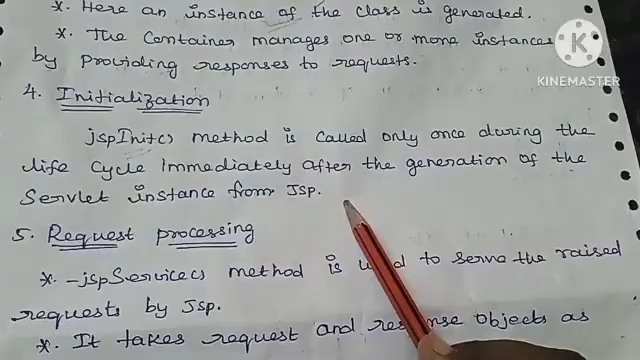 *. Here an instance of the class is generated.
*. The Container manages one or more instances
by providing responses to requests.
KINEMASTER
4. Initialization
jspInit() method is called only once during the
life cycle immediately after the generation of the
Servlet instance from JSP.
5. Request processing
*. -jspService() method is used to serve the raised
requests by JSP.
*. It takes request and response objects as